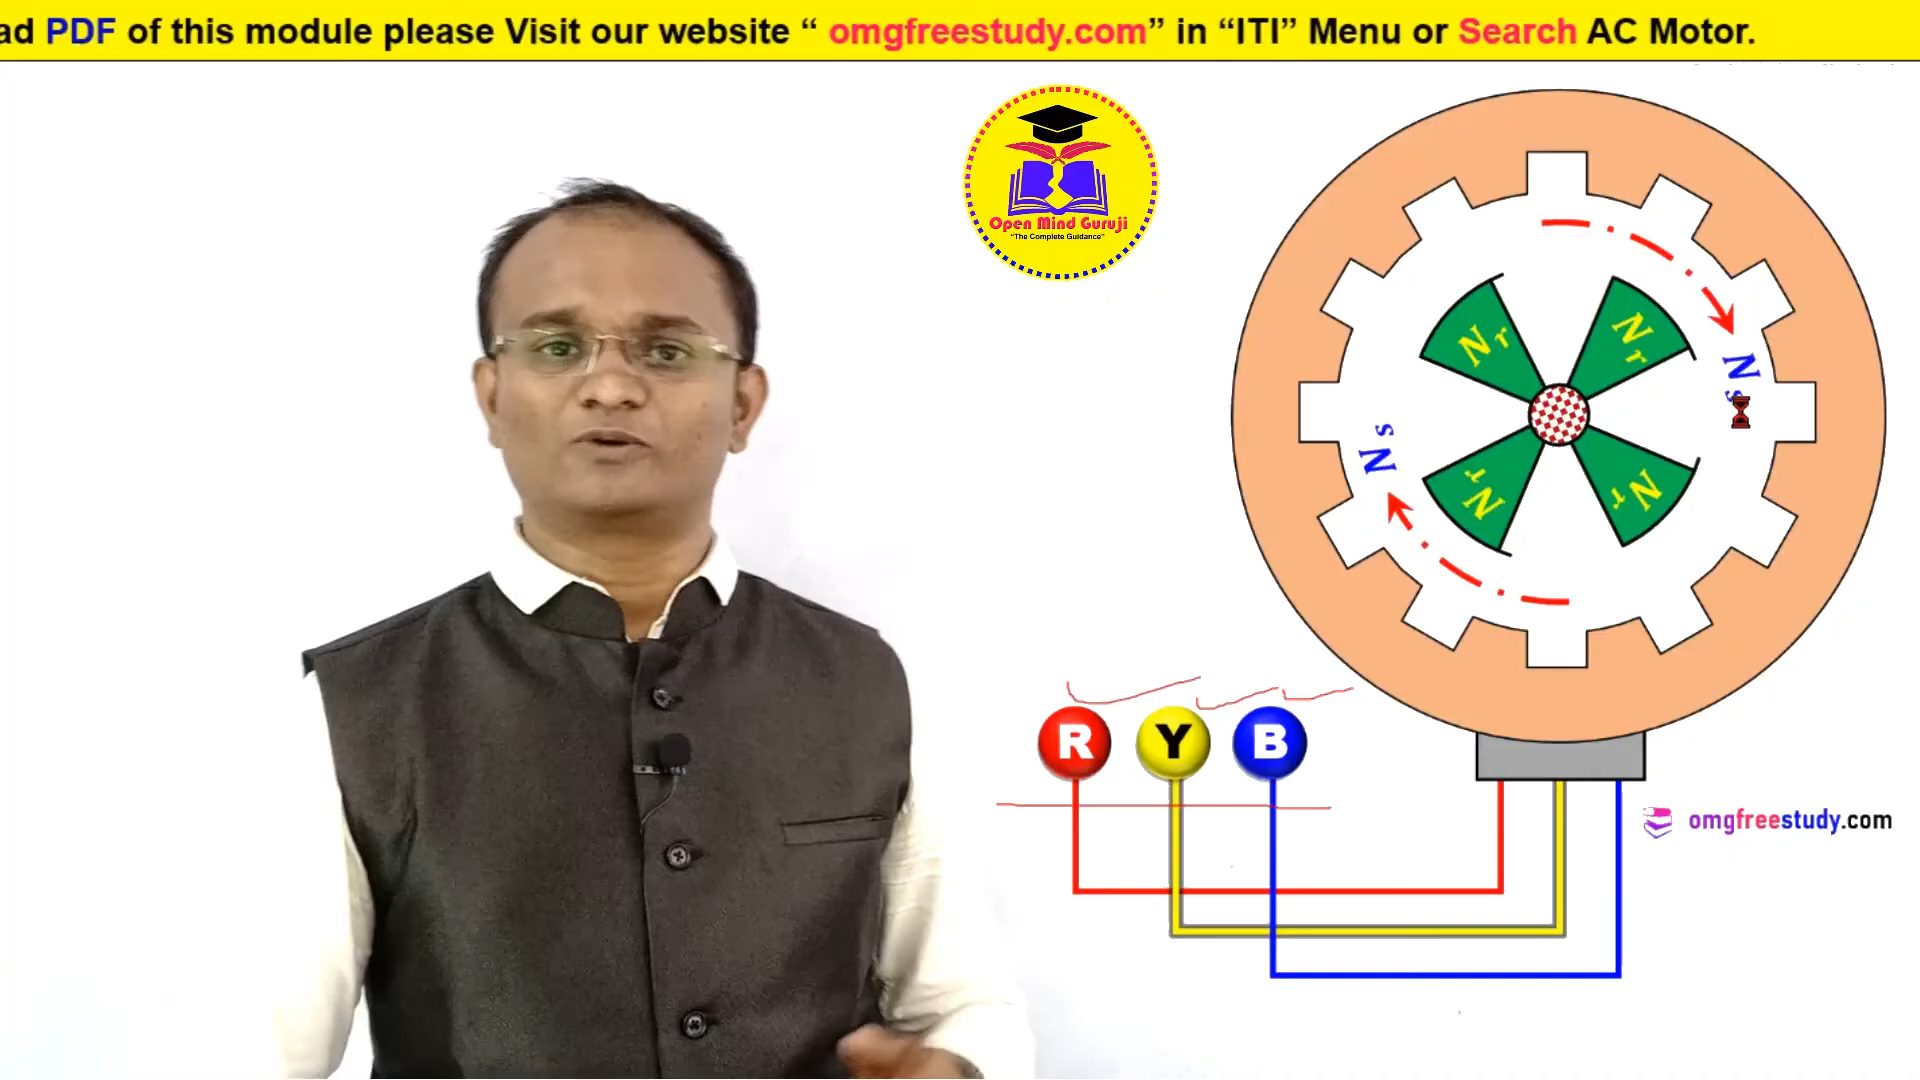 ad PDF of this module please Visit our website “ omgfreestudy.com” in “ITI” Menu or Search AC Motor.
Open Mind Guruji
“The Complete Guidance”
Nr
Nr
Ns
Ns
Nr
Nr
R Y B
omgfreestudy.com